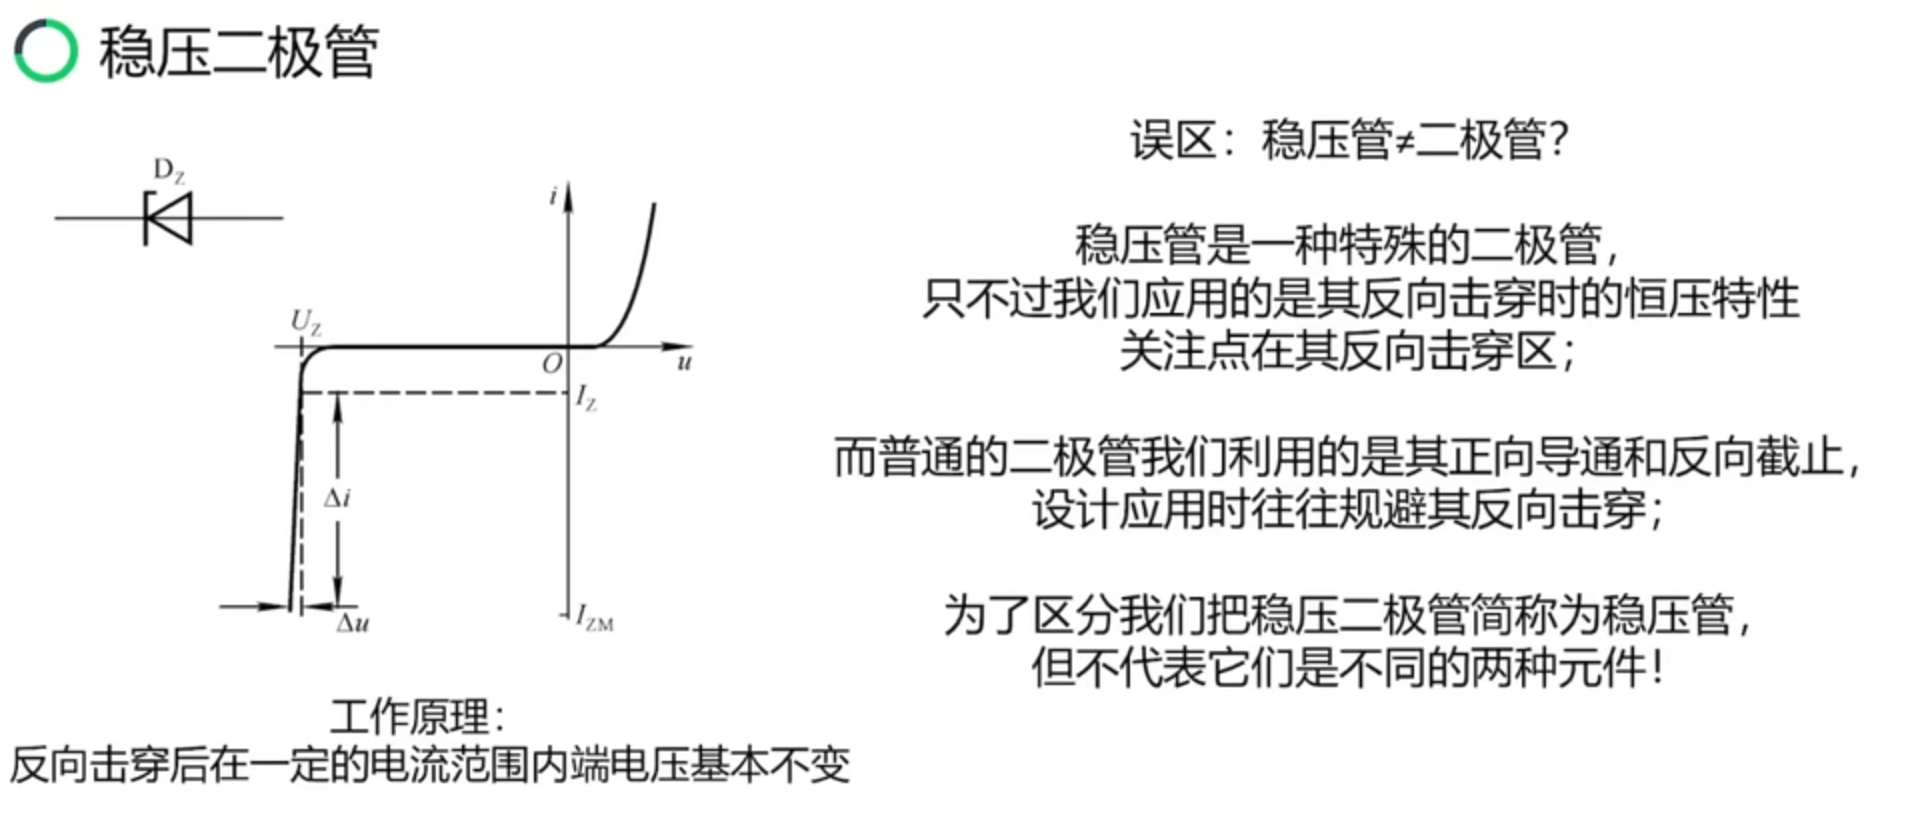 稳压二极管
D_Z
i
U_Z
O
u
I_Z
Δi
Δu
I_ZM
工作原理：
反向击穿后在一定的电流范围内端电压基本不变
误区：稳压管≠二极管？
稳压管是一种特殊的二极管，
只不过我们应用的是其反向击穿时的恒压特性
关注点在其反向击穿区；
而普通的二极管我们利用的是其正向导通和反向截止，
设计应用时往往规避其反向击穿；
为了区分我们把稳压二极管简称为稳压管，
但不代表它们是不同的两种元件！